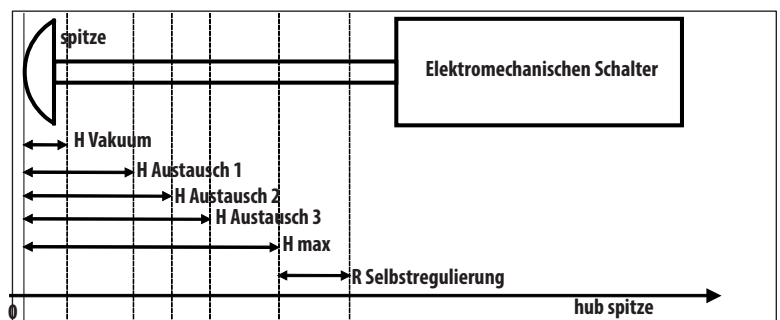 spitze
Elektromechanischen Schalter
H Vakuum
H Austausch 1
H Austausch 2
H Austausch 3
H max
R Selbstregulierung
0
hub spitze